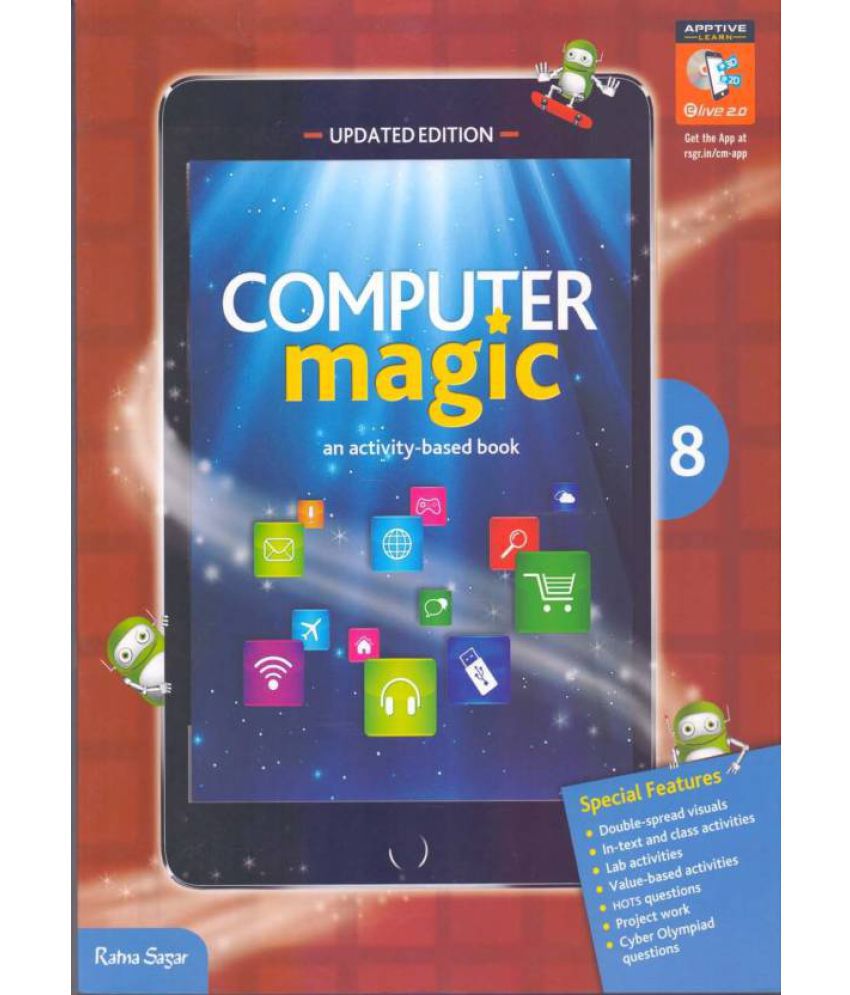 APPTIVE
LEARN
3D
2D
elive 2.0
Get the App at
rsgr.in/cm-app
UPDATED EDITION
COMPUTER
magic
an activity-based book
8
Special Features
• Double-spread visuals
• In-text and class activities
• Lab activities
• Value-based activities
• HOTS questions
• Project work
• Cyber Olympiad
questions
Ratna Sagar